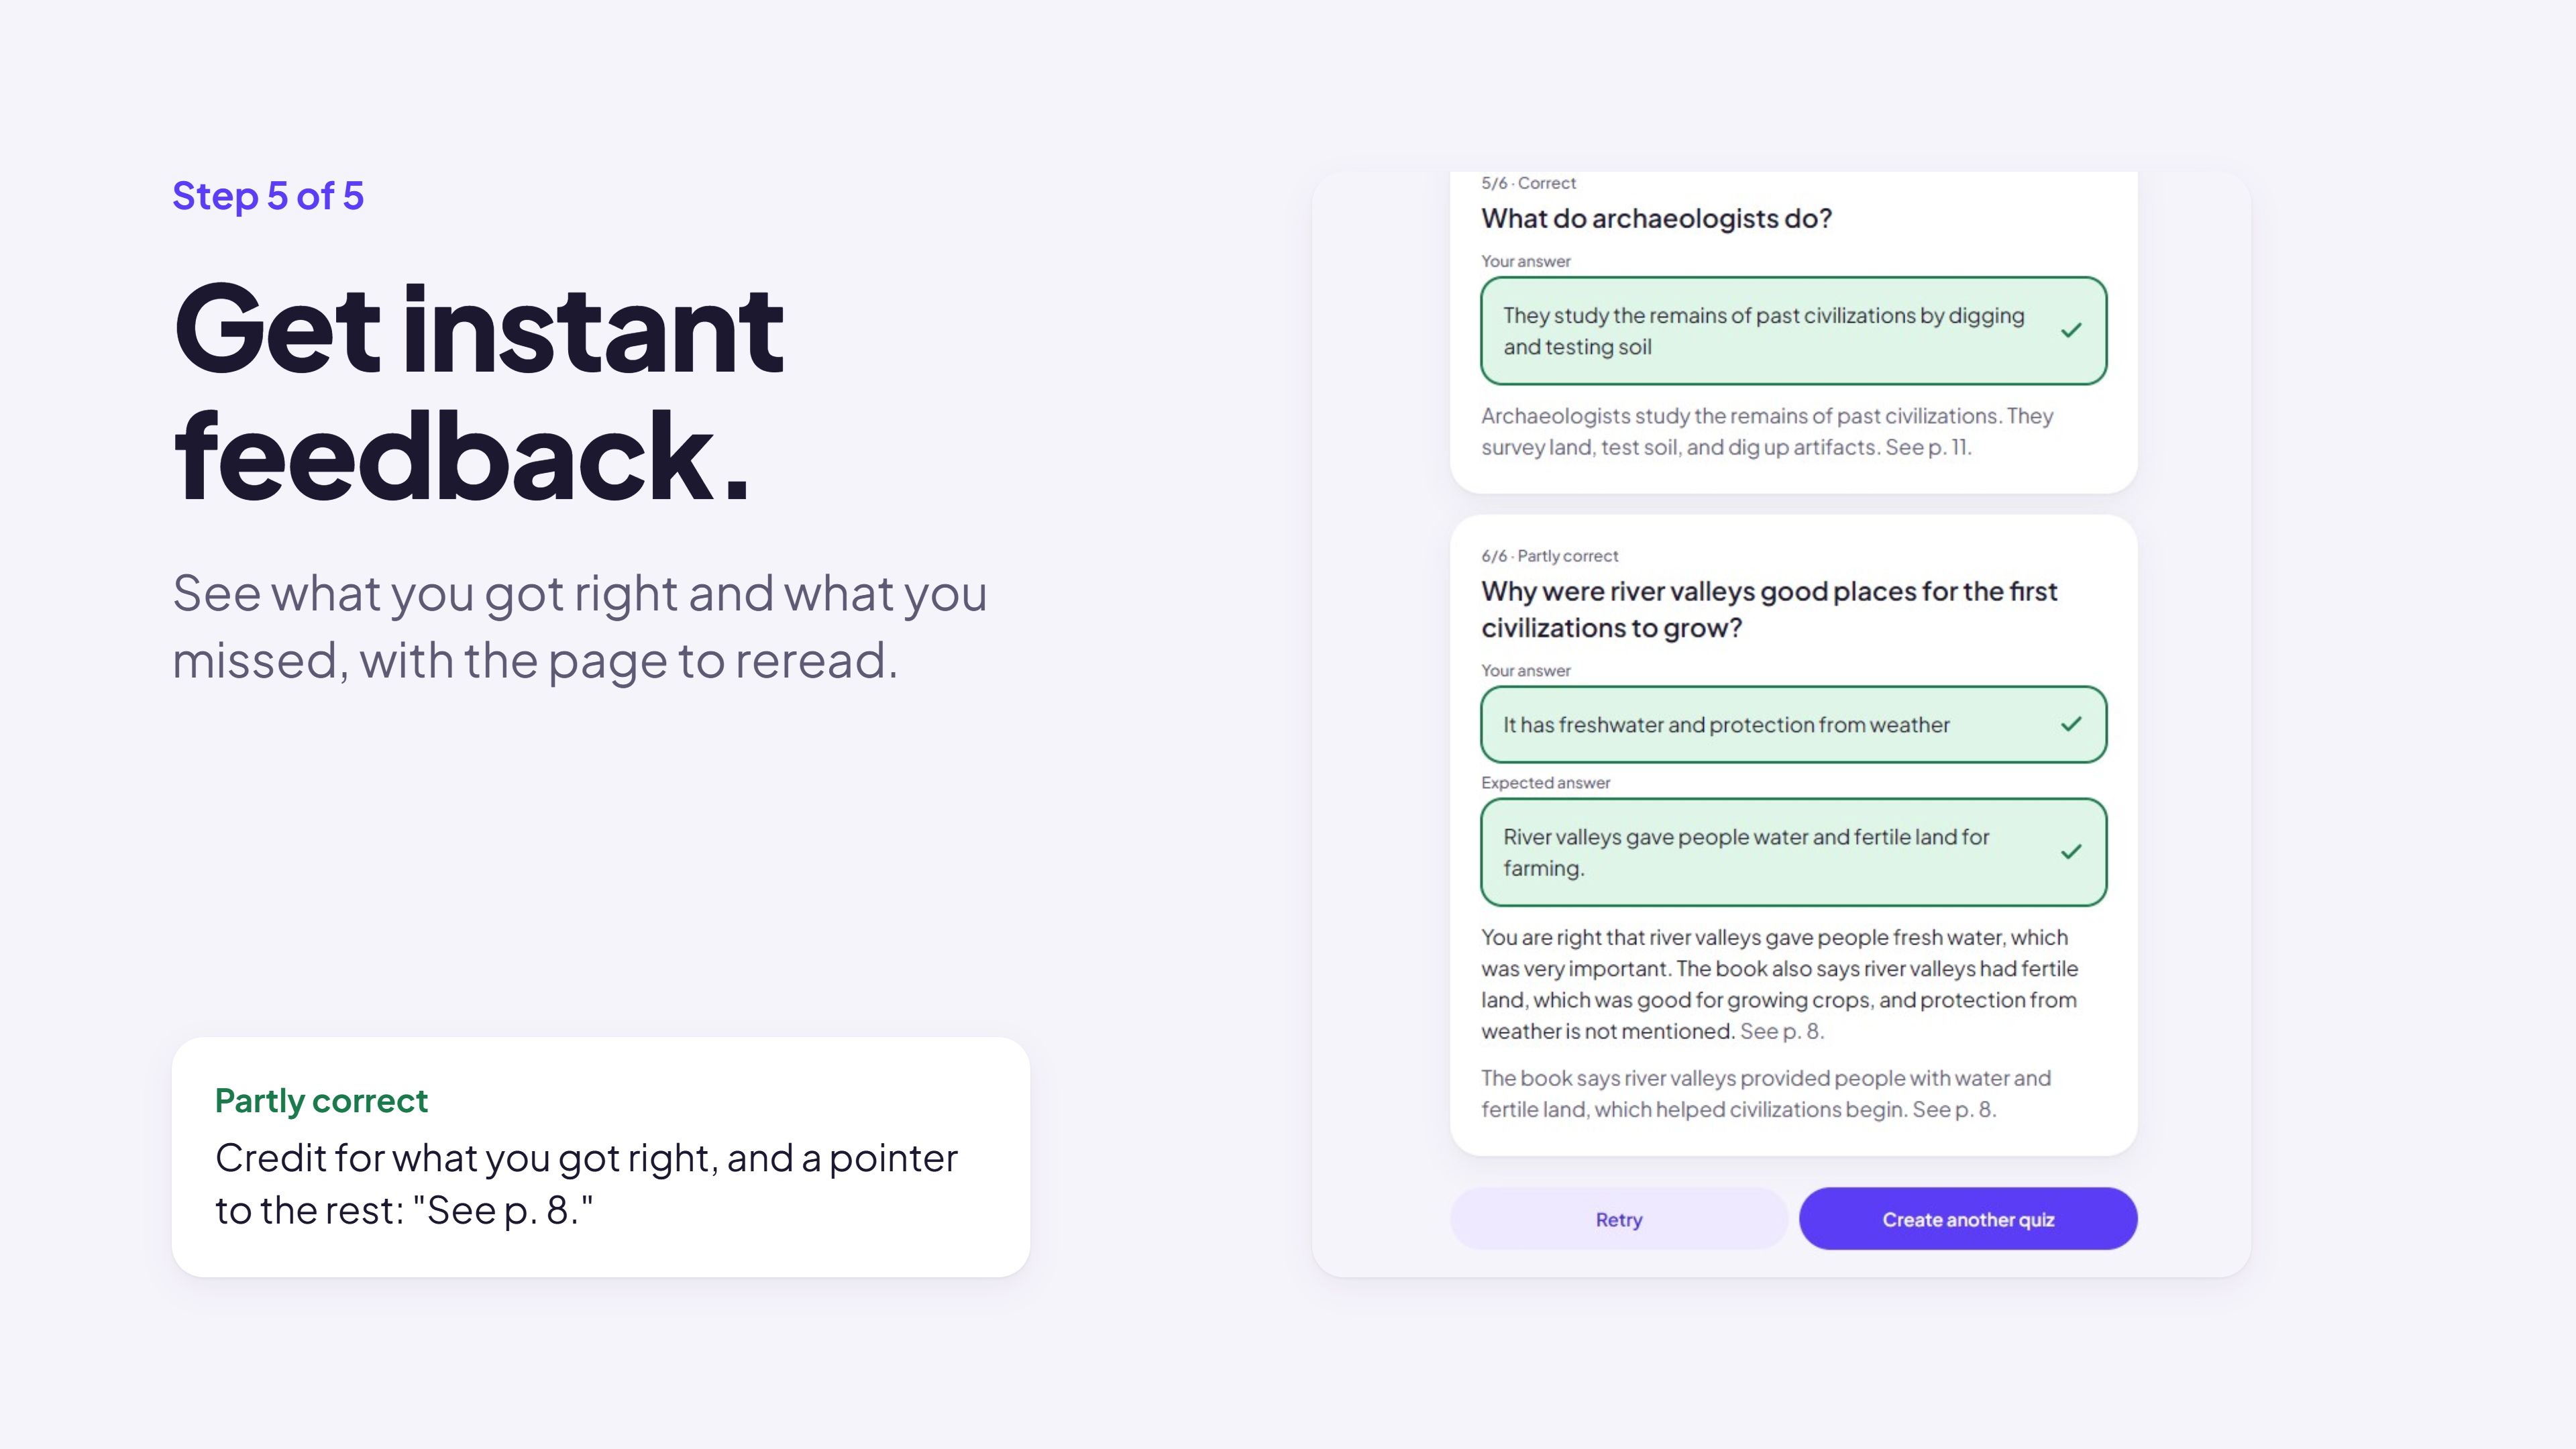 Step 5 of 5
Get instant
feedback.
See what you got right and what you
missed, with the page to reread.
Partly correct
Credit for what you got right, and a pointer
to the rest: "See p. 8."
5/6 · Correct
What do archaeologists do?
Your answer
They study the remains of past civilizations by digging
and testing soil
Archaeologists study the remains of past civilizations. They
survey land, test soil, and dig up artifacts. See p. 11.
6/6 · Partly correct
Why were river valleys good places for the first
civilizations to grow?
Your answer
It has freshwater and protection from weather
Expected answer
River valleys gave people water and fertile land for
farming.
You are right that river valleys gave people fresh water, which
was very important. The book also says river valleys had fertile
land, which was good for growing crops, and protection from
weather is not mentioned. See p. 8.
The book says river valleys provided people with water and
fertile land, which helped civilizations begin. See p. 8.
Retry
Create another quiz